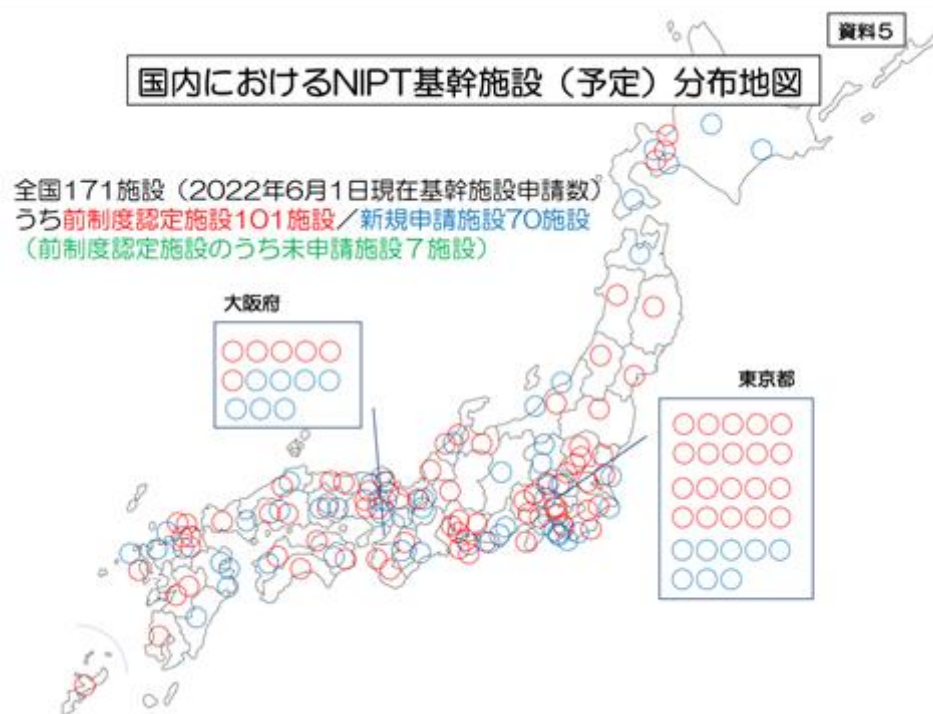 資料5
国内におけるNIPT基幹施設（予定）分布地図
全国171施設（2022年6月1日現在基幹施設申請数）
うち前制度認定施設101施設／新規申請施設70施設
（前制度認定施設のうち未申請施設7施設）
大阪府
東京都